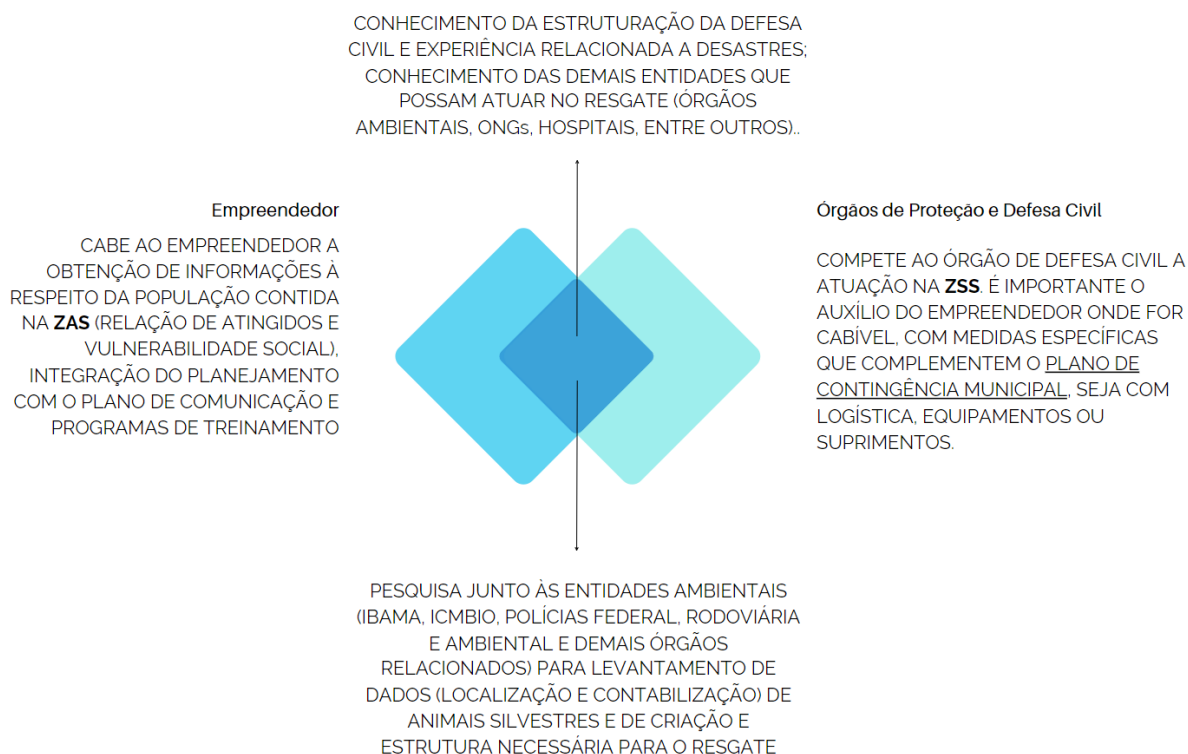 CONHECIMENTO DA ESTRUTURAÇÃO DA DEFESA
CIVIL E EXPERIÊNCIA RELACIONADA A DESASTRES;
CONHECIMENTO DAS DEMAIS ENTIDADES QUE
POSSAM ATUAR NO RESGATE (ÓRGÃOS
AMBIENTAIS, ONGs, HOSPITAIS, ENTRE OUTROS)..
Empreendedor
CABE AO EMPREENDEDOR A
OBTENÇÃO DE INFORMAÇÕES À
RESPEITO DA POPULAÇÃO CONTIDA
NA ZAS (RELAÇÃO DE ATINGIDOS E
VULNERABILIDADE SOCIAL),
INTEGRAÇÃO DO PLANEJAMENTO
COM O PLANO DE COMUNICAÇÃO E
PROGRAMAS DE TREINAMENTO
Órgãos de Proteção e Defesa Civil
COMPETE AO ÓRGÃO DE DEFESA CIVIL A
ATUAÇÃO NA ZSS. É IMPORTANTE O
AUXÍLIO DO EMPREENDEDOR ONDE FOR
CABÍVEL, COM MEDIDAS ESPECÍFICAS
QUE COMPLEMENTEM O PLANO DE
CONTINGÊNCIA MUNICIPAL, SEJA COM
LOGÍSTICA, EQUIPAMENTOS OU
SUPRIMENTOS.
PESQUISA JUNTO ÀS ENTIDADES AMBIENTAIS
(IBAMA, ICMBIO, POLÍCIAS FEDERAL, RODOVIÁRIA
E AMBIENTAL E DEMAIS ÓRGÃOS
RELACIONADOS) PARA LEVANTAMENTO DE
DADOS (LOCALIZAÇÃO E CONTABILIZAÇÃO) DE
ANIMAIS SILVESTRES E DE CRIAÇÃO E
ESTRUTURA NECESSÁRIA PARA O RESGATE